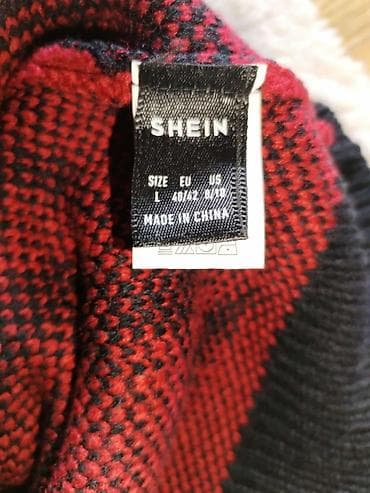 SHEIN
SIZE EU US
L 40/42 8/10
MADE IN CHINA